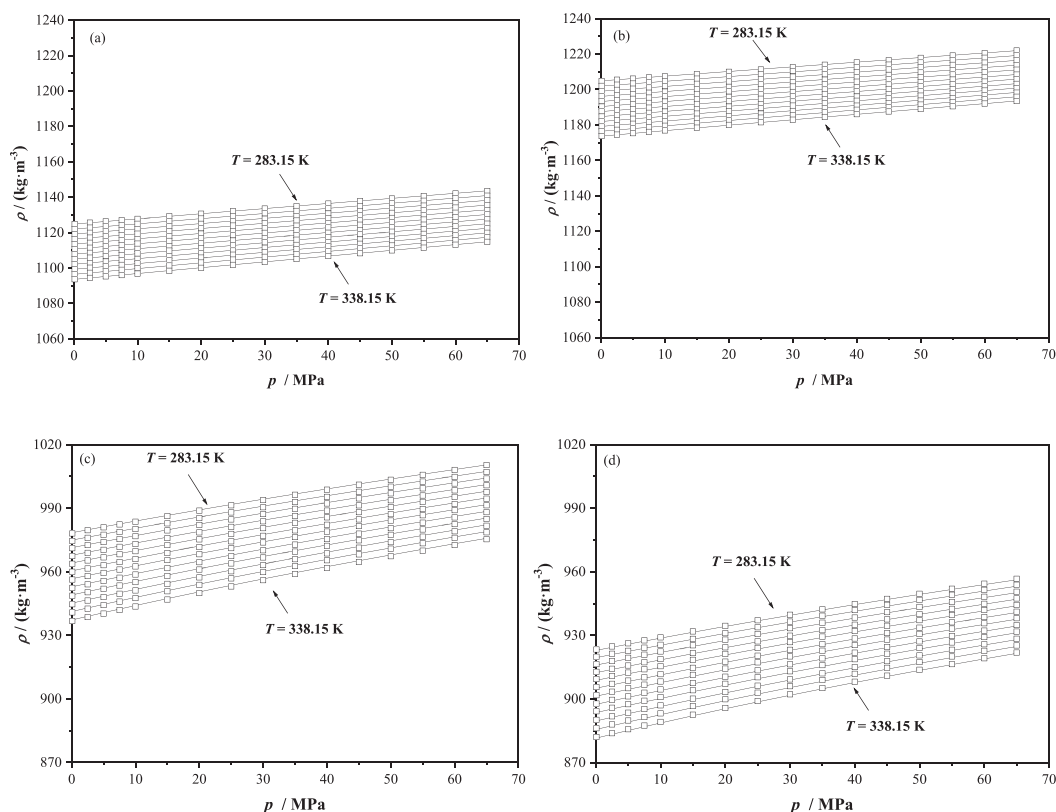 (a)
1240
1220
1200
1180
1160
1140
1120
1100
1080
1060
ρ / (kg·m⁻³)
T = 283.15 K
T = 338.15 K
0 10 20 30 40 50 60 70
p / MPa
(b)
1240
1220
1200
1180
1160
1140
1120
1100
1080
1060
ρ / (kg·m⁻³)
T = 283.15 K
T = 338.15 K
0 10 20 30 40 50 60 70
p / MPa
(c)
1020
990
960
930
900
870
ρ / (kg·m⁻³)
T = 283.15 K
T = 338.15 K
0 10 20 30 40 50 60 70
p / MPa
(d)
1020
990
960
930
900
870
ρ / (kg·m⁻³)
T = 283.15 K
T = 338.15 K
0 10 20 30 40 50 60 70
p / MPa